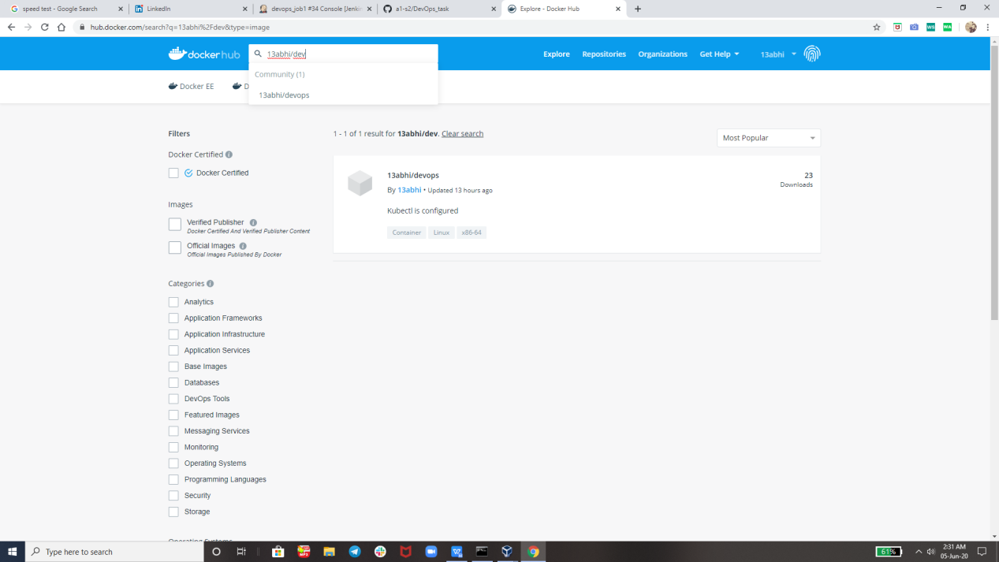 speed test - Google Search
LinkedIn
devops_job1 #34 Console [Jenki
a1-s2/DevOps_task
Explore - Docker Hub
hub.docker.com/search?q=13abhi%2Fdev&type=image
docker hub
13abhi/dev
Explore
Repositories
Organizations
Get Help
13abhi
Community (1)
13abhi/devops
Docker EE
D
Filters
1 - 1 of 1 result for 13abhi/dev. Clear search
Most Popular
Docker Certified
Docker Certified
Images
Verified Publisher
Docker Certified And Verified Publisher Content
Official Images
Official Images Published By Docker
13abhi/devops
By 13abhi • Updated 13 hours ago
23
Downloads
Kubectl is configured
Container
Linux
x86-64
Categories
Analytics
Application Frameworks
Application Infrastructure
Application Services
Base Images
Databases
DevOps Tools
Featured Images
Messaging Services
Monitoring
Operating Systems
Programming Languages
Security
Storage
Operating Systems
Type here to search
61%
2:31 AM
05-Jun-20